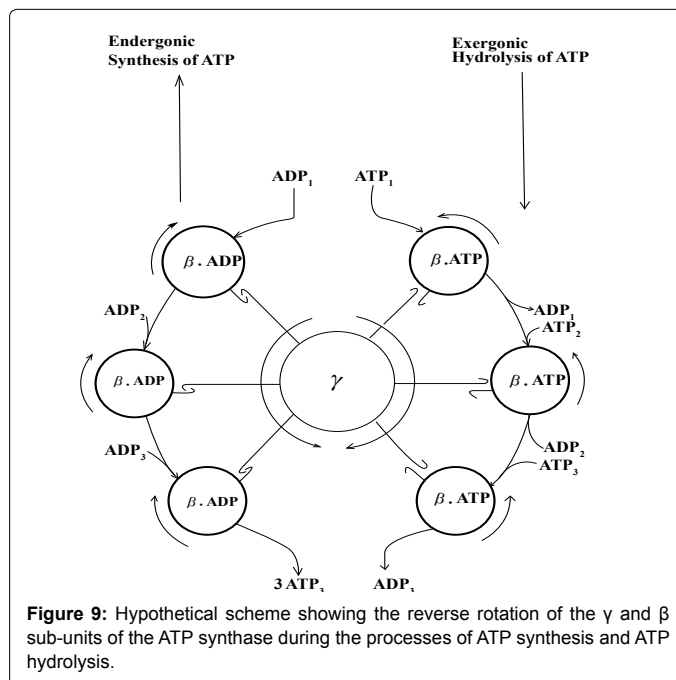 Endergonic
Synthesis of ATP
Exergonic
Hydrolysis of ATP
ADP₁
ATP₁
β . ADP
β.ATP
ADP₂
ADP₁
ATP₂
β . ADP
γ
β.ATP
ADP₃
ADP₂
ATP₃
β . ADP
β.ATP
3 ATP₃
ADP₃
Figure 9: Hypothetical scheme showing the reverse rotation of the γ and β
sub-units of the ATP synthase during the processes of ATP synthesis and ATP
hydrolysis.